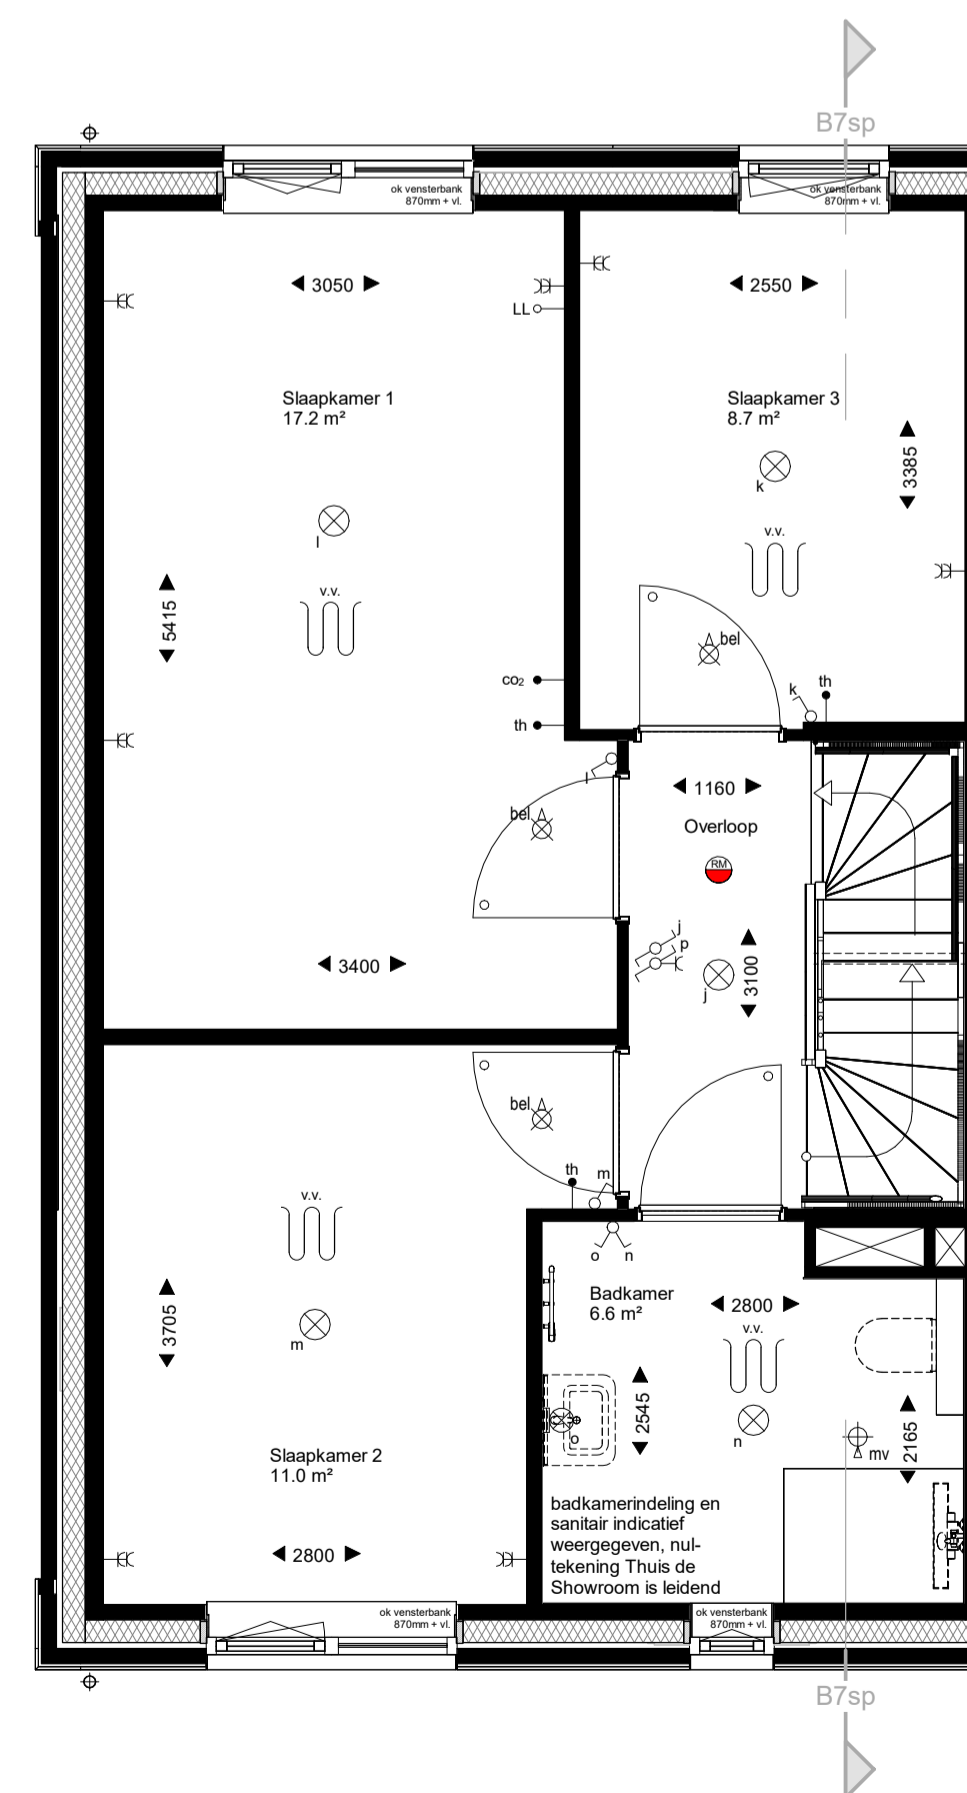 B7sp
ok vensterbank
870mm + vl.
ok vensterbank
870mm + vl.
3050
2550
LL
Slaapkamer 1
17.2 m²
Slaapkamer 3
8.7 m²
3385
k
l
v.v.
v.v.
5415
bel
co₂
th
k
th
l
1160
bel
Overloop
RM
j
p
3400
3100
j
bel
th
m
v.v.
o
n
Badkamer
6.6 m²
2800
v.v.
3705
m
2545
o
n
2165
mv
Slaapkamer 2
11.0 m²
badkamerindeling en
sanitair indicatief
weergegeven, nul-
tekening Thuis de
Showroom is leidend
2800
ok vensterbank
870mm + vl.
ok vensterbank
870mm + vl.
B7sp